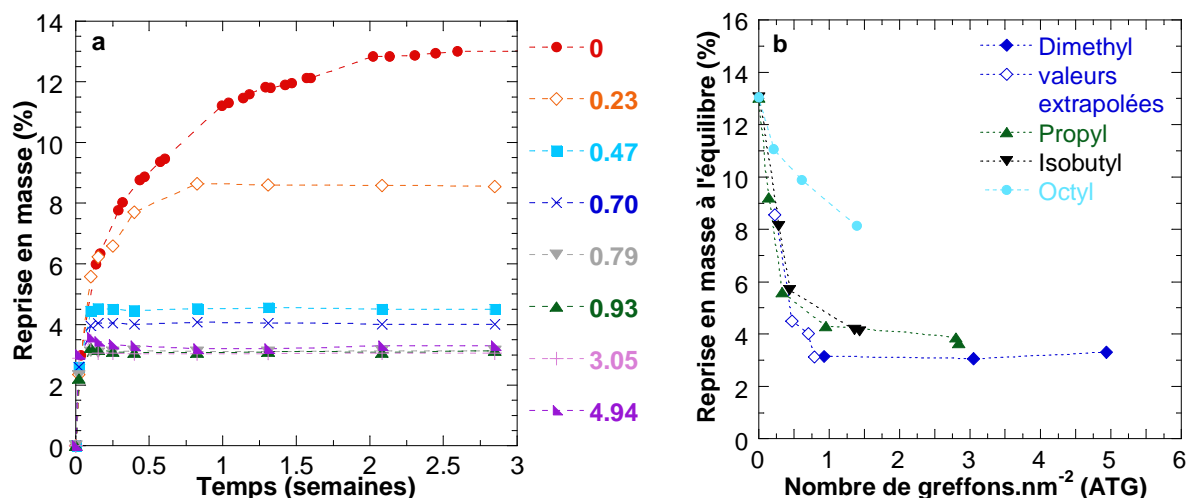 a
Reprise en masse (%)
14
12
10
8
6
4
2
0
0 0.5 1 1.5 2 2.5 3
Temps (semaines)
0
0.23
0.47
0.70
0.79
0.93
3.05
4.94
b
Reprise en masse à l'équilibre (%)
16
14
12
10
8
6
4
2
0
0 1 2 3 4 5 6
Nombre de greffons.nm-2 (ATG)
Dimethyl
valeurs
extrapolées
Propyl
Isobutyl
Octyl